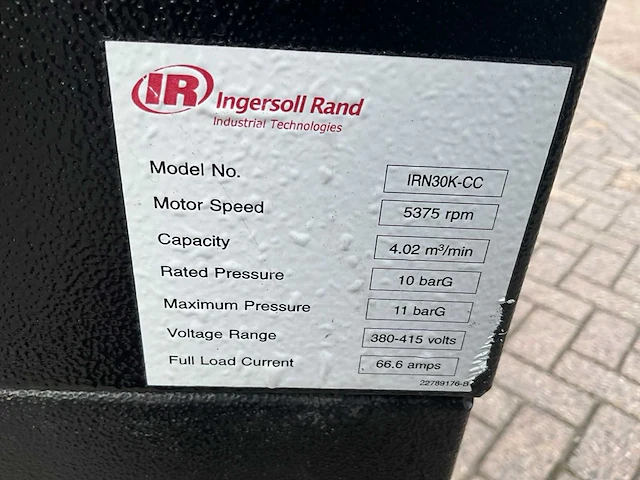 IR Ingersoll Rand
Industrial Technologies
Model No. IRN30K-CC
Motor Speed 5375 rpm
Capacity 4.02 m³/min
Rated Pressure 10 barG
Maximum Pressure 11 barG
Voltage Range 380-415 volts
Full Load Current 66.6 amps
22789176-B